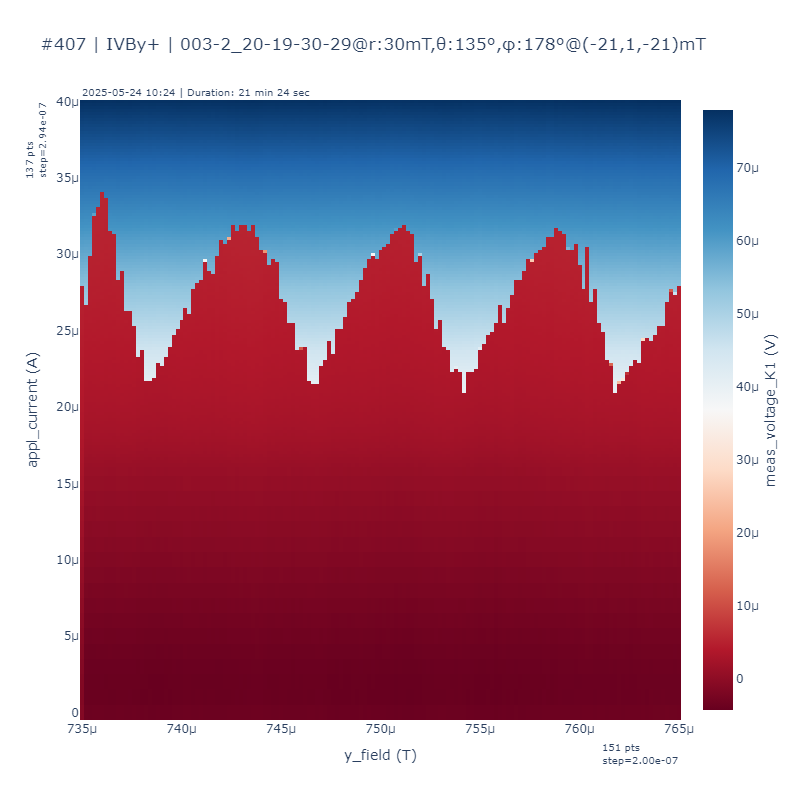 #407 | IVBy+ | 003-2_20-19-30-29@r:30mT,θ:135°,φ:178°@(-21,1,-21)mT
2025-05-24 10:24 | Duration: 21 min 24 sec
137 pts
step=2.94e-07
40μ
35μ
30μ
25μ
20μ
15μ
10μ
5μ
0
appl_current (A)
735μ
740μ
745μ
750μ
755μ
760μ
765μ
y_field (T)
151 pts
step=2.00e-07
70μ
60μ
50μ
40μ
30μ
20μ
10μ
0
meas_voltage_K1 (V)